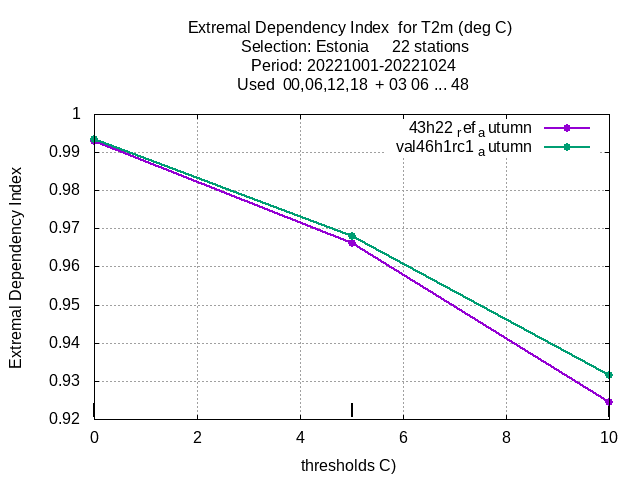 Extremal Dependency Index  for T2m (deg C)
Selection: Estonia     22 stations
Period: 20221001-20221024
Used  00,06,12,18  + 03 06 ... 48
1
0.99
0.98
0.97
0.96
0.95
0.94
0.93
0.92
Extremal Dependency Index
43h22 ref a utumn
val46h1rc1 a utumn
0 2 4 6 8 10
thresholds C)